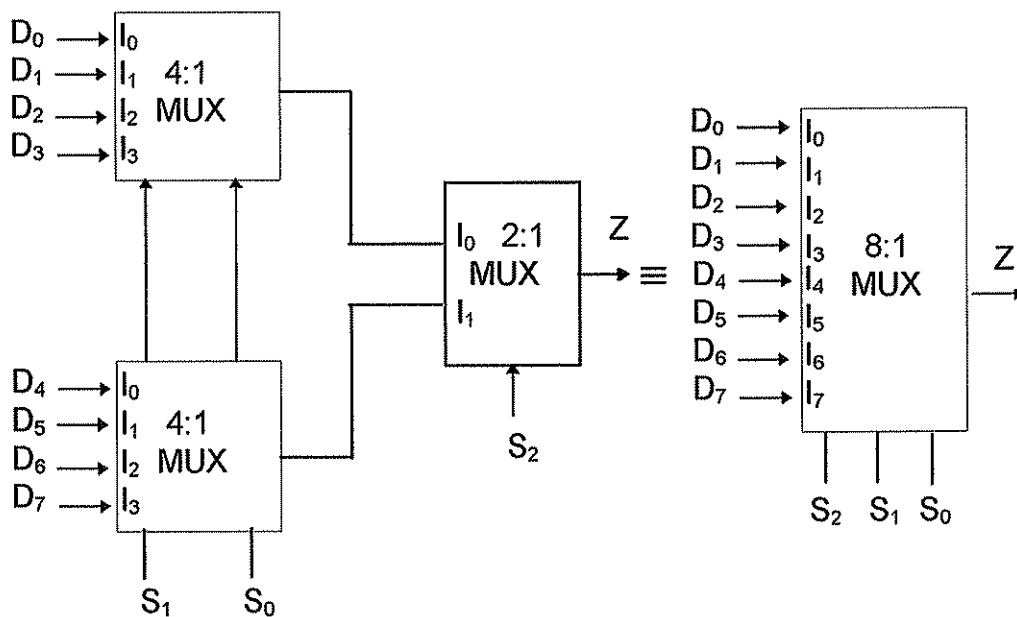 D₀ I₀
D₁ I₁ 4:1
D₂ I₂ MUX
D₃ I₃
D₄ I₀
D₅ I₁ 4:1
D₆ I₂ MUX
D₇ I₃
S₁ S₀
I₀ 2:1
MUX
I₁
S₂
Z
≡
D₀ I₀
D₁ I₁
D₂ I₂
D₃ I₃ 8:1
D₄ I₄ MUX
D₅ I₅
D₆ I₆
D₇ I₇
S₂ S₁ S₀
Z